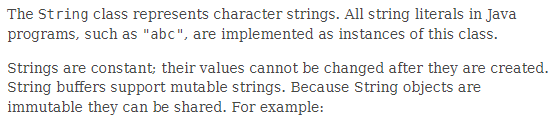 The String class represents character strings. All string literals in Java
programs, such as "abc", are implemented as instances of this class.
Strings are constant; their values cannot be changed after they are created.
String buffers support mutable strings. Because String objects are
immutable they can be shared. For example: